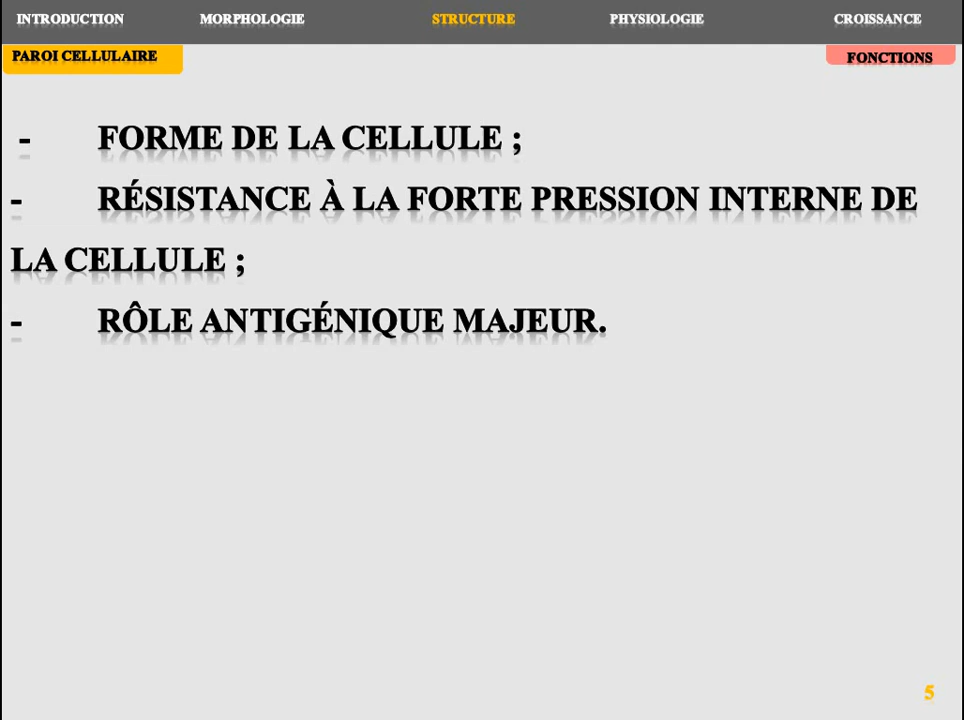 INTRODUCTION MORPHOLOGIE STRUCTURE PHYSIOLOGIE CROISSANCE
PAROI CELLULAIRE FONCTIONS
- FORME DE LA CELLULE ;
- RÉSISTANCE À LA FORTE PRESSION INTERNE DE
LA CELLULE ;
- RÔLE ANTIGÉNIQUE MAJEUR.
5